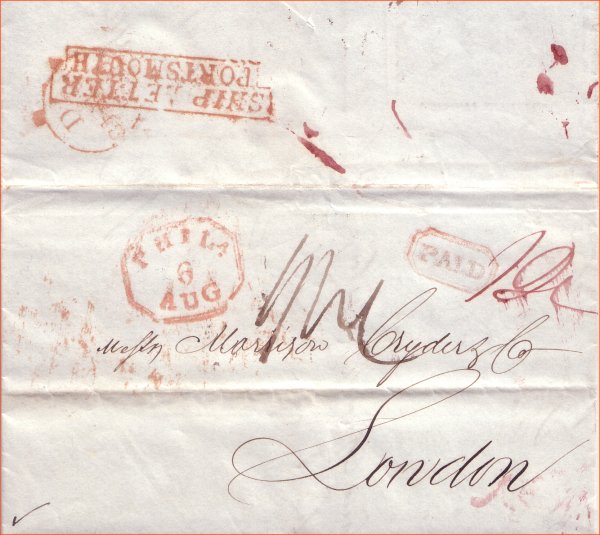 SHIP LETTER
PORTSMOUTH
PHILA
6
AUG
PAID
Messrs Morrison Cryder & Co
London